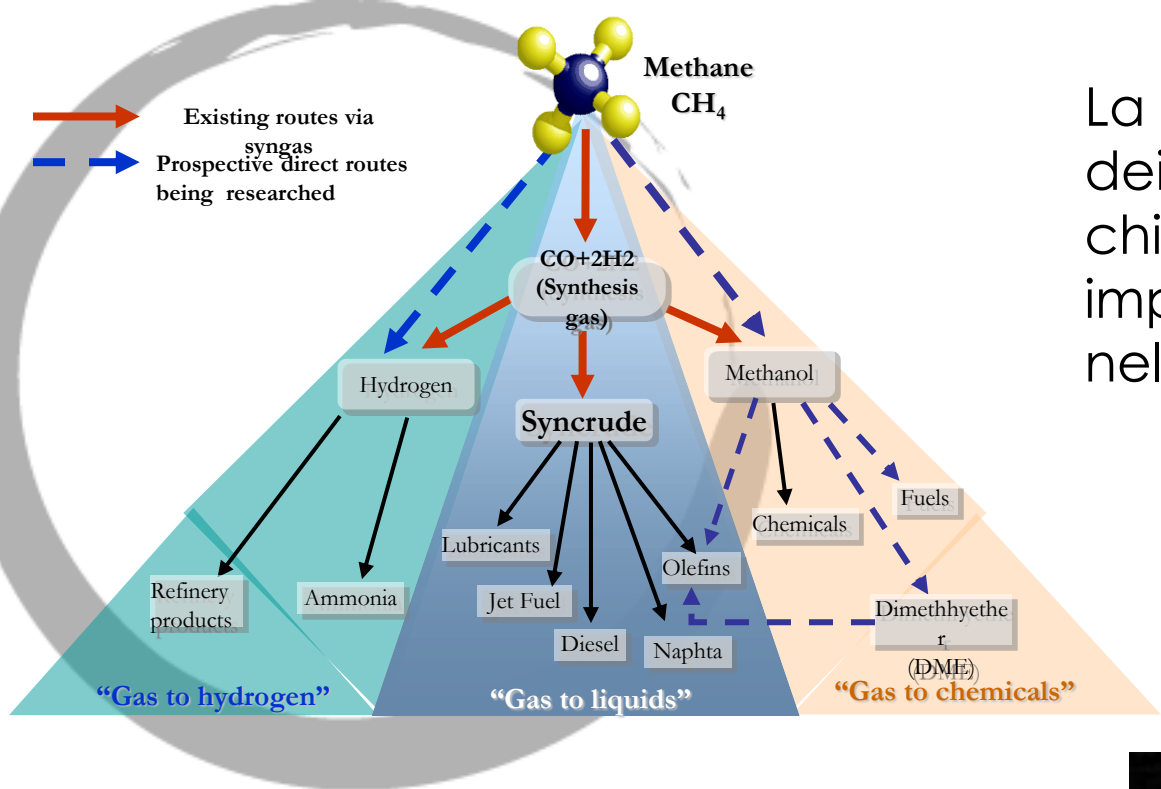 Methane
CH₄
Existing routes via
syngas
Prospective direct routes
being researched
La
dei
chi
imp
nel
CO+2H2
(Synthesis
gas)
Hydrogen
Methanol
Syncrude
Fuels
Chemicals
Lubricants
Olefins
Refinery
products
Ammonia
Jet Fuel
Dimethhyethe
r
(DME)
Diesel
Naphta
“Gas to hydrogen”
“Gas to liquids”
“Gas to chemicals”